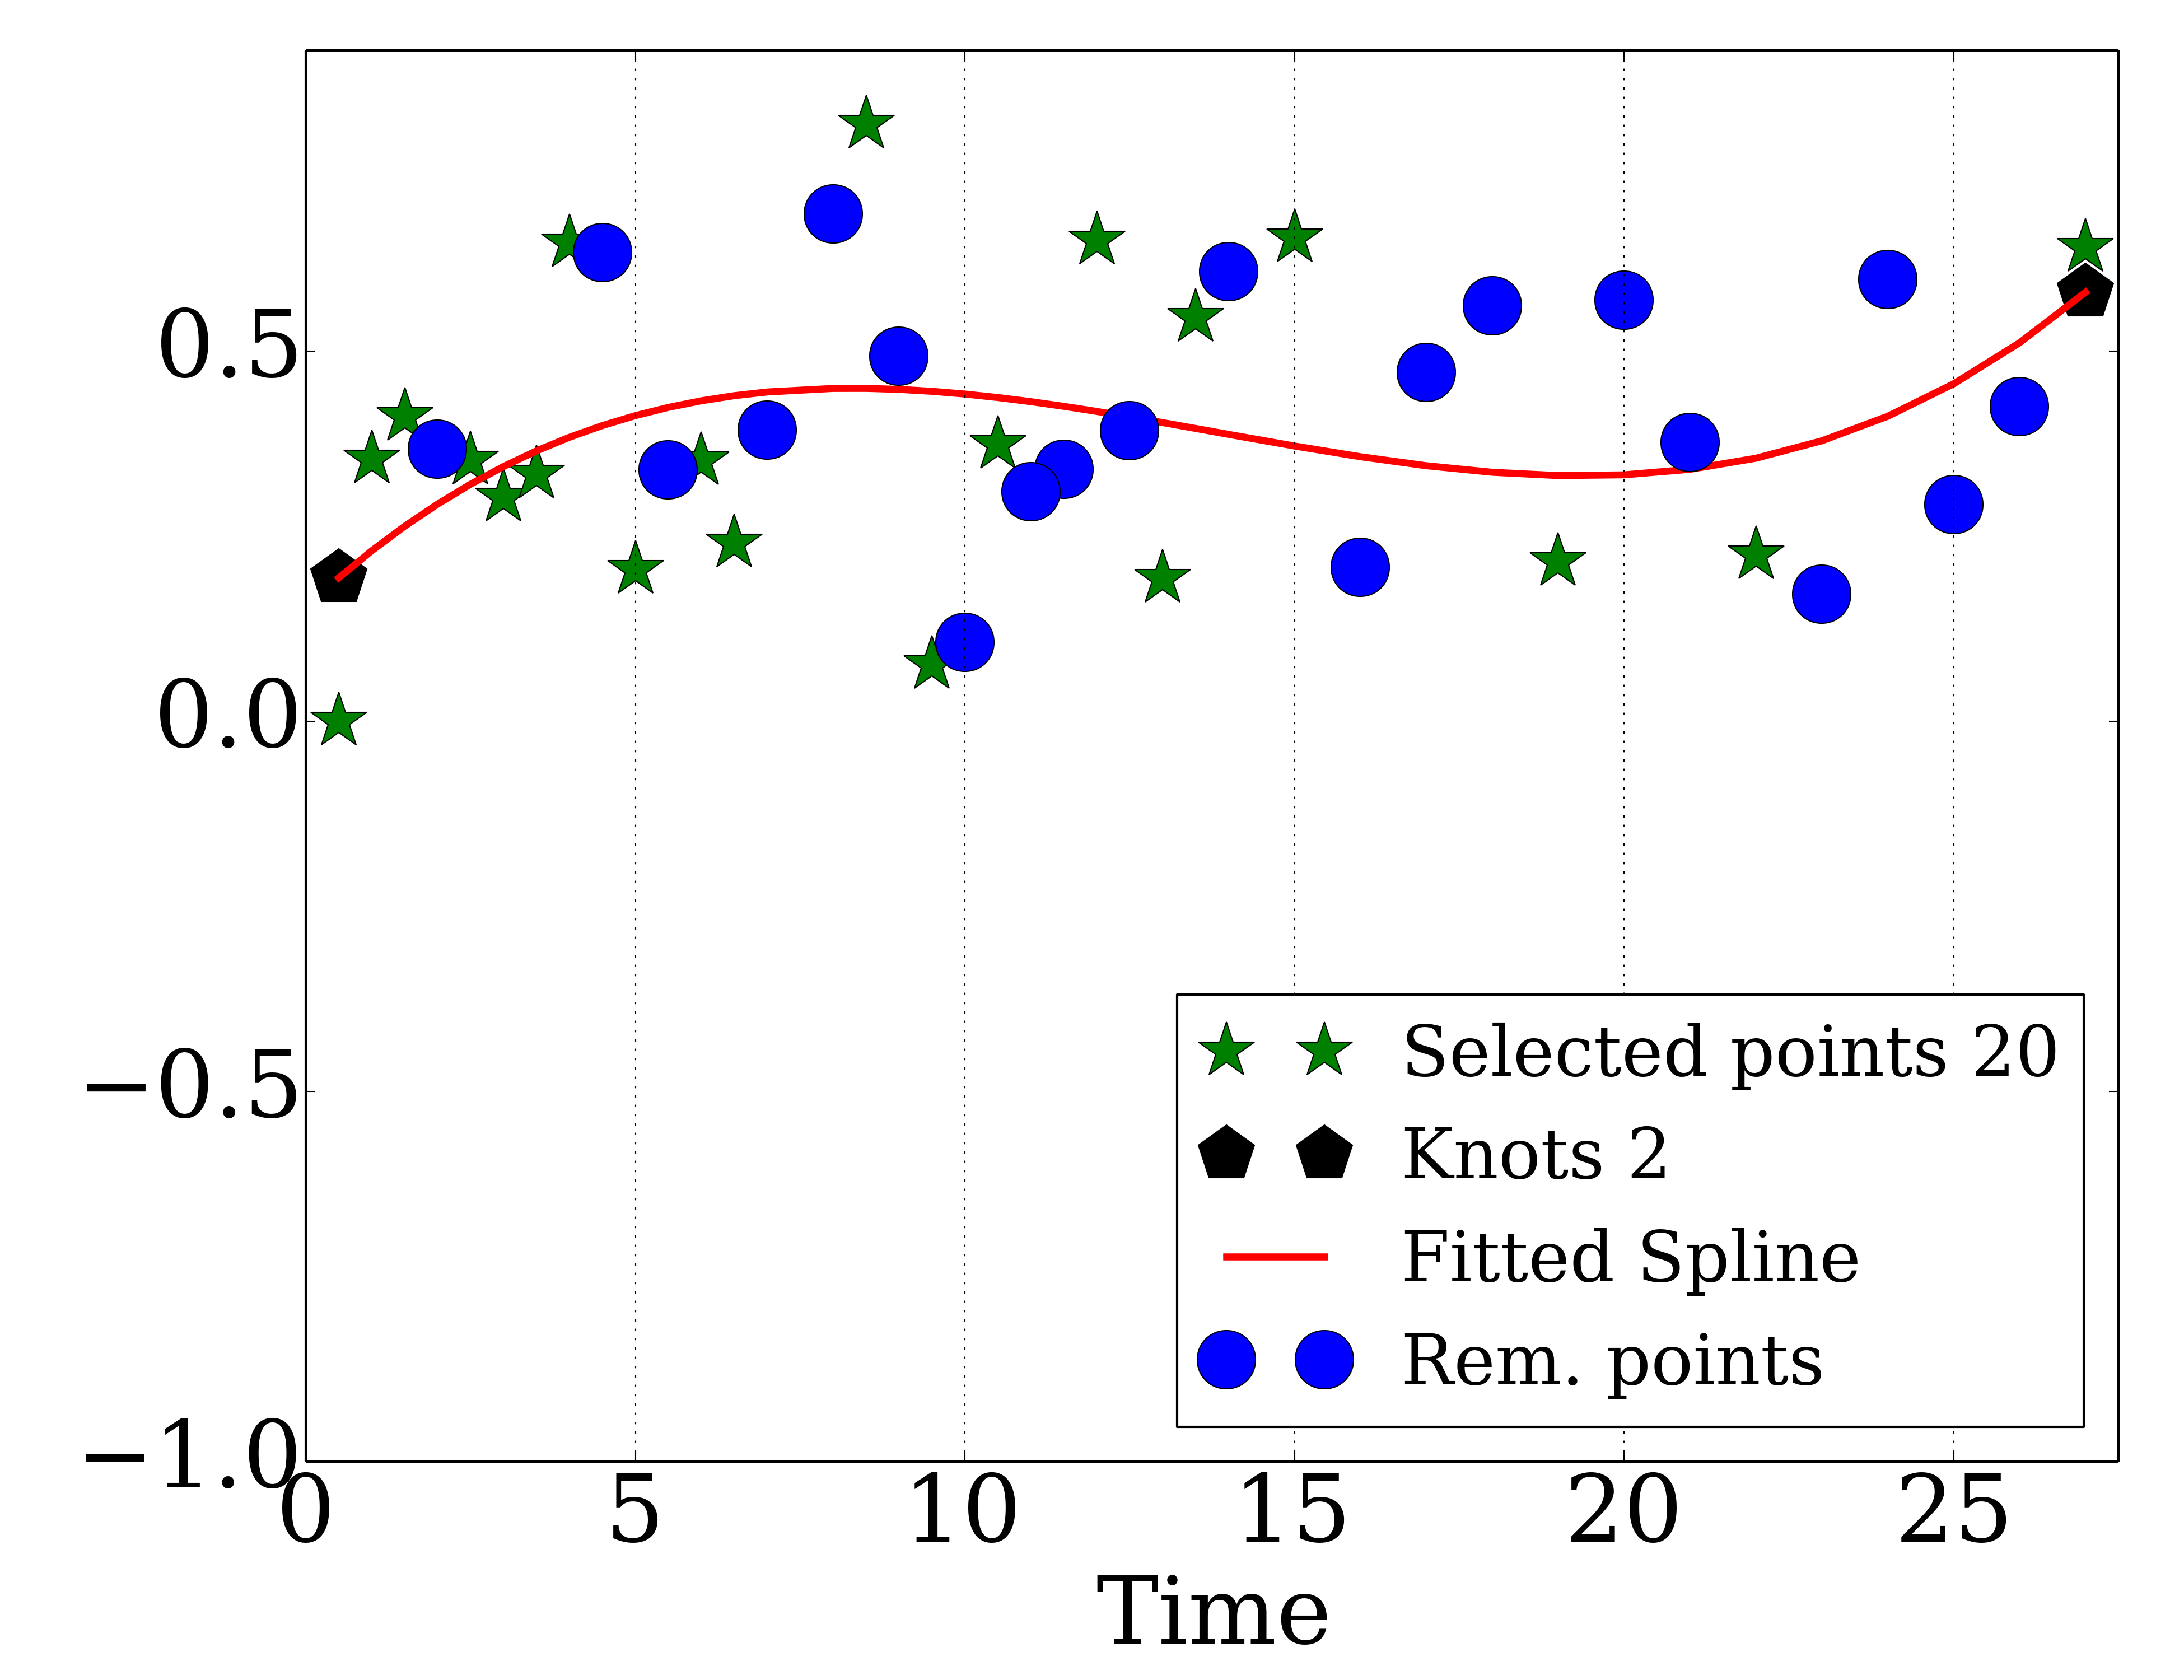 0.5
0.0
−0.5
−1.0
0 5 10 15 20 25
Time
Selected points 20
Knots 2
Fitted Spline
Rem. points